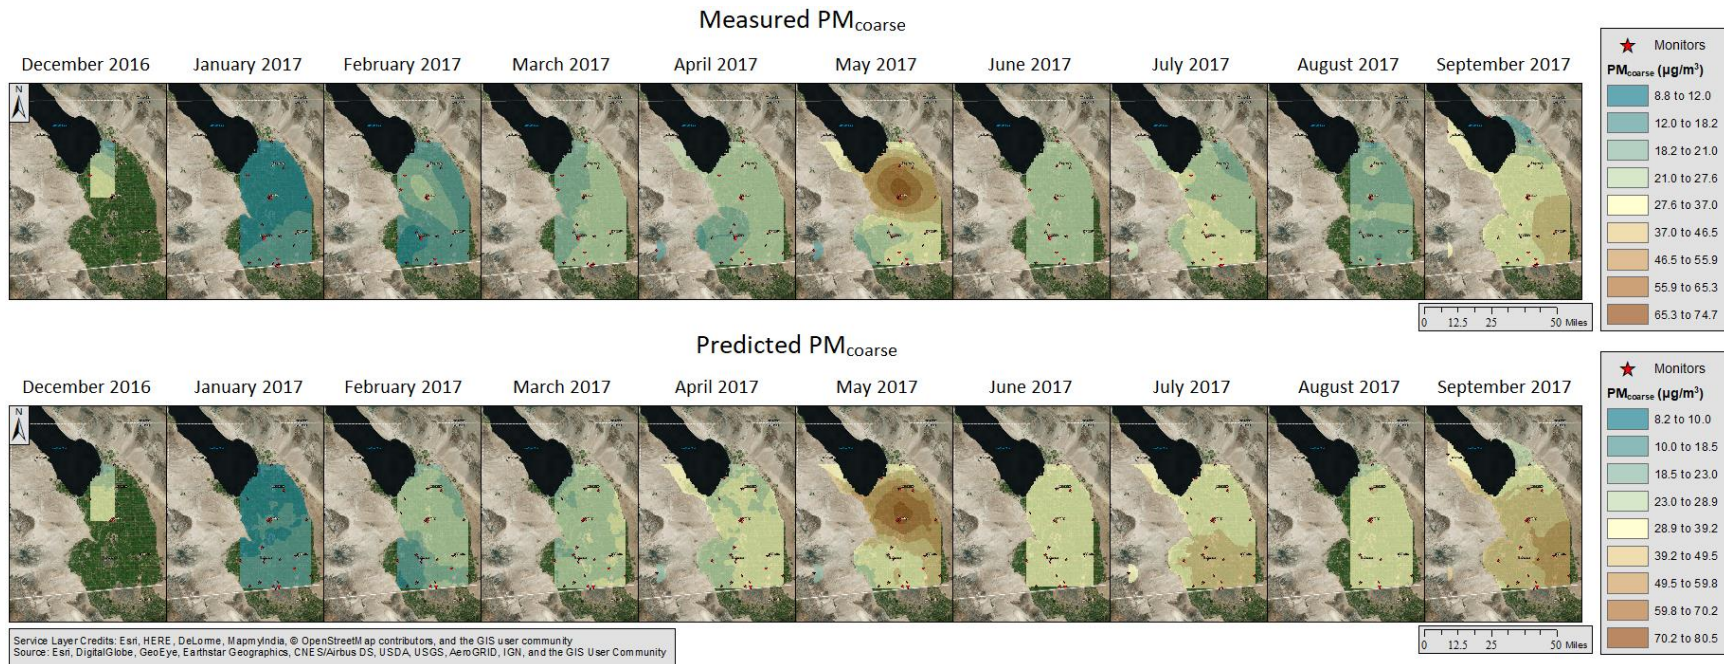 Measured PMcoarse
December 2016 January 2017 February 2017 March 2017 April 2017 May 2017 June 2017 July 2017 August 2017 September 2017
N
Monitors
PMcoarse (µg/m³)
8.8 to 12.0
12.0 to 18.2
18.2 to 21.0
21.0 to 27.6
27.6 to 37.0
37.0 to 46.5
46.5 to 55.9
55.9 to 65.3
65.3 to 74.7
0 12.5 25 50 Miles
Predicted PMcoarse
December 2016 January 2017 February 2017 March 2017 April 2017 May 2017 June 2017 July 2017 August 2017 September 2017
N
Monitors
PMcoarse (µg/m³)
8.2 to 10.0
10.0 to 18.5
18.5 to 23.0
23.0 to 28.9
28.9 to 39.2
39.2 to 49.5
49.5 to 59.8
59.8 to 70.2
70.2 to 80.5
0 12.5 25 50 Miles
Service Layer Credits: Esri, HERE, DeLorme, MapmyIndia, © OpenStreetMap contributors, and the GIS user community
Source: Esri, DigitalGlobe, GeoEye, Earthstar Geographics, CNES/Airbus DS, USDA, USGS, AeroGRID, IGN, and the GIS User Community